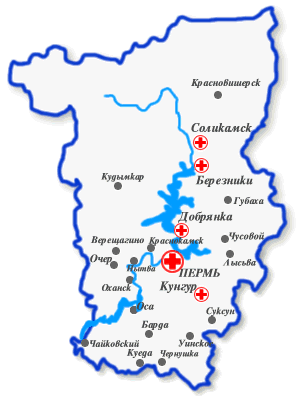 Красновишерск
Соликамск
Березники
Кудымкар
Губаха
Добрянка
Чусовой
Верещагино
Краснокамск
Очер
Нытва
Лысьва
ПЕРМЬ
Оханск
Кунгур
Оса
Суксун
Барда
Уинское
Чайковский
Куеда
Чернушка